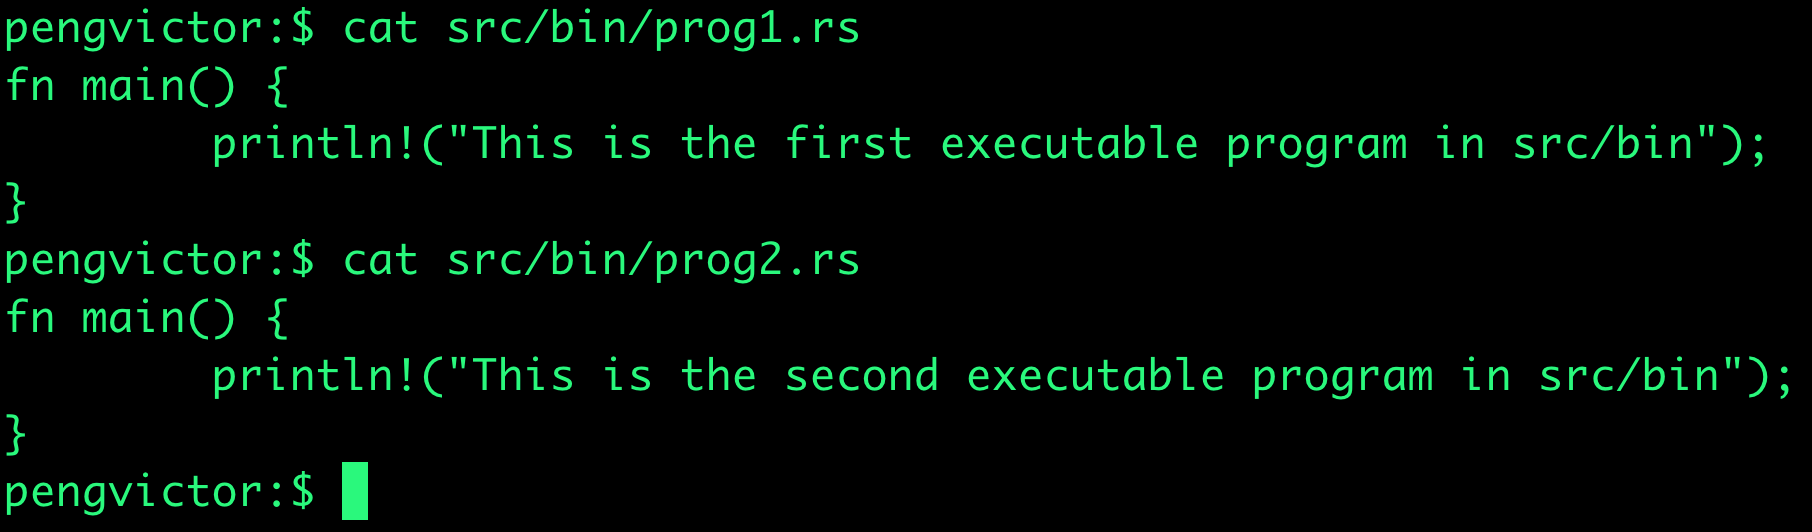 pengvictor:$ cat src/bin/prog1.rs
fn main() {
        println!("This is the first executable program in src/bin");
}
pengvictor:$ cat src/bin/prog2.rs
fn main() {
        println!("This is the second executable program in src/bin");
}
pengvictor:$